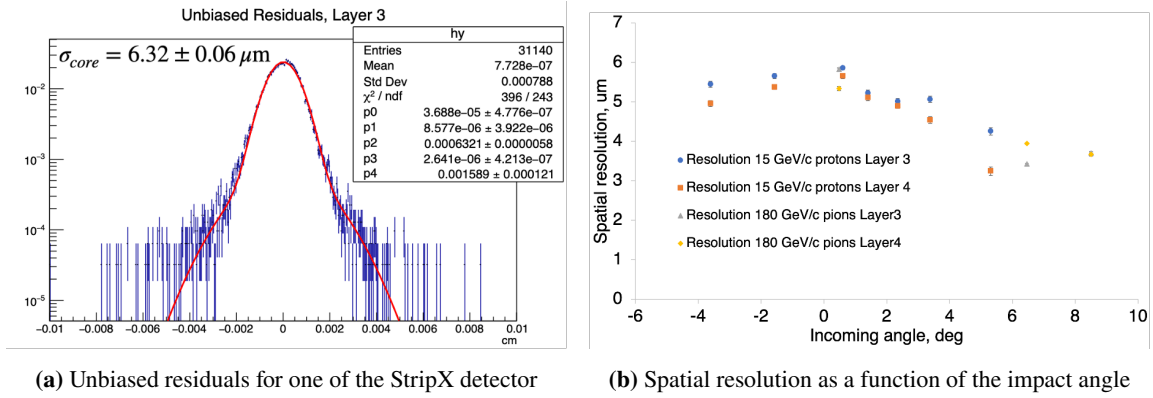 Unbiased Residuals, Layer 3
σcore = 6.32 ± 0.06 μm
hy
Entries 31140
Mean 7.728e−07
Std Dev 0.000788
χ² / ndf 396 / 243
p0 3.688e−05 ± 4.776e−07
p1 8.577e−06 ± 3.922e−06
p2 0.0006321 ± 0.0000058
p3 2.641e−06 ± 4.213e−07
p4 0.001589 ± 0.000121
10−2
10−3
10−4
10−5
−0.01 −0.008 −0.006 −0.004 −0.002 0 0.002 0.004 0.006 0.008 0.01
cm
(a) Unbiased residuals for one of the StripX detector
Spatial resolution, um
7
6
5
4
3
2
1
0
Resolution 15 GeV/c protons Layer 3
Resolution 15 GeV/c protons Layer 4
Resolution 180 GeV/c pions Layer3
Resolution 180 GeV/c pions Layer4
-6 -4 -2 0 2 4 6 8 10
Incoming angle, deg
(b) Spatial resolution as a function of the impact angle